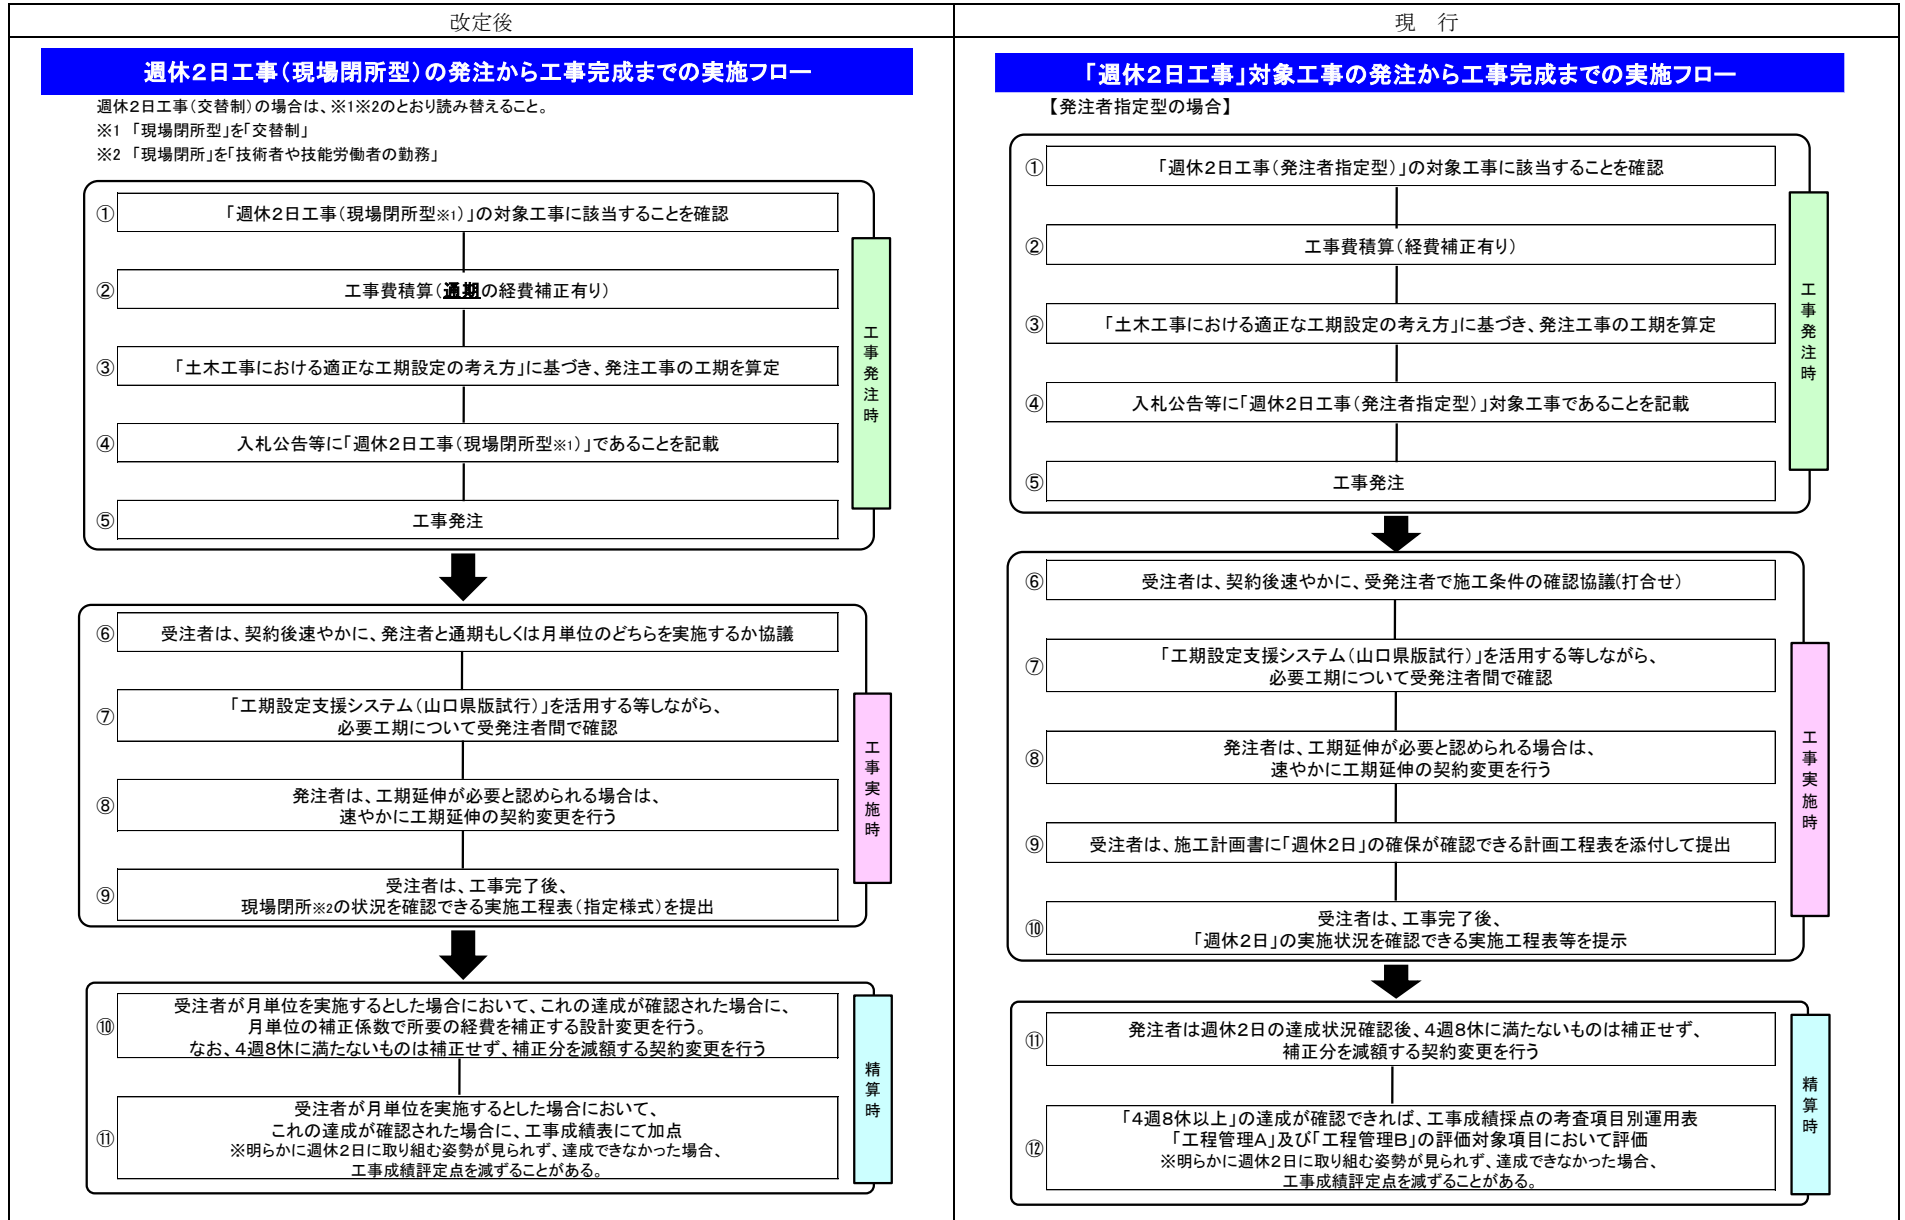 改定後
週休2日工事(現場閉所型)の発注から工事完成までの実施フロー
週休2日工事(交替制)の場合は、※1※2のとおり読み替えること。
※1 「現場閉所型」を「交替制」
※2 「現場閉所」を「技術者や技能労働者の勤務」
① 「週休2日工事(現場閉所型※1)」の対象工事に該当することを確認
② 工事費積算(通期の経費補正有り)
③ 「土木工事における適正な工期設定の考え方」に基づき、発注工事の工期を算定
④ 入札公告等に「週休2日工事(現場閉所型※1)」であることを記載
⑤ 工事発注
工事発注時
⑥ 受注者は、契約後速やかに、発注者と通期もしくは月単位のどちらを実施するか協議
⑦ 「工期設定支援システム(山口県版試行)」を活用する等しながら、
必要工期について受発注者間で確認
⑧ 発注者は、工期延伸が必要と認められる場合は、
速やかに工期延伸の契約変更を行う
⑨ 受注者は、工事完了後、
現場閉所※2の状況を確認できる実施工程表(指定様式)を提出
工事実施時
⑩ 受注者が月単位を実施するとした場合において、これの達成が確認された場合に、
月単位の補正係数で所要の経費を補正する設計変更を行う。
なお、4週8休に満たないものは補正せず、補正分を減額する契約変更を行う
⑪ 受注者が月単位を実施するとした場合において、
これの達成が確認された場合に、工事成績表にて加点
※明らかに週休2日に取り組む姿勢が見られず、達成できなかった場合、
工事成績評定点を減ずることがある。
精算時
現 行
「週休2日工事」対象工事の発注から工事完成までの実施フロー
【発注者指定型の場合】
① 「週休2日工事(発注者指定型)」の対象工事に該当することを確認
② 工事費積算(経費補正有り)
③ 「土木工事における適正な工期設定の考え方」に基づき、発注工事の工期を算定
④ 入札公告等に「週休2日工事(発注者指定型)」対象工事であることを記載
⑤ 工事発注
工事発注時
⑥ 受注者は、契約後速やかに、受発注者で施工条件の確認協議(打合せ)
⑦ 「工期設定支援システム(山口県版試行)」を活用する等しながら、
必要工期について受発注者間で確認
⑧ 発注者は、工期延伸が必要と認められる場合は、
速やかに工期延伸の契約変更を行う
⑨ 受注者は、施工計画書に「週休2日」の確保が確認できる計画工程表を添付して提出
⑩ 受注者は、工事完了後、
「週休2日」の実施状況を確認できる実施工程表等を提示
工事実施時
⑪ 発注者は週休2日の達成状況確認後、4週8休に満たないものは補正せず、
補正分を減額する契約変更を行う
⑫ 「4週8休以上」の達成が確認できれば、工事成績採点の考査項目別運用表
「工程管理A」及び「工程管理B」の評価対象項目において評価
※明らかに週休2日に取り組む姿勢が見られず、達成できなかった場合、
工事成績評定点を減ずることがある。
精算時